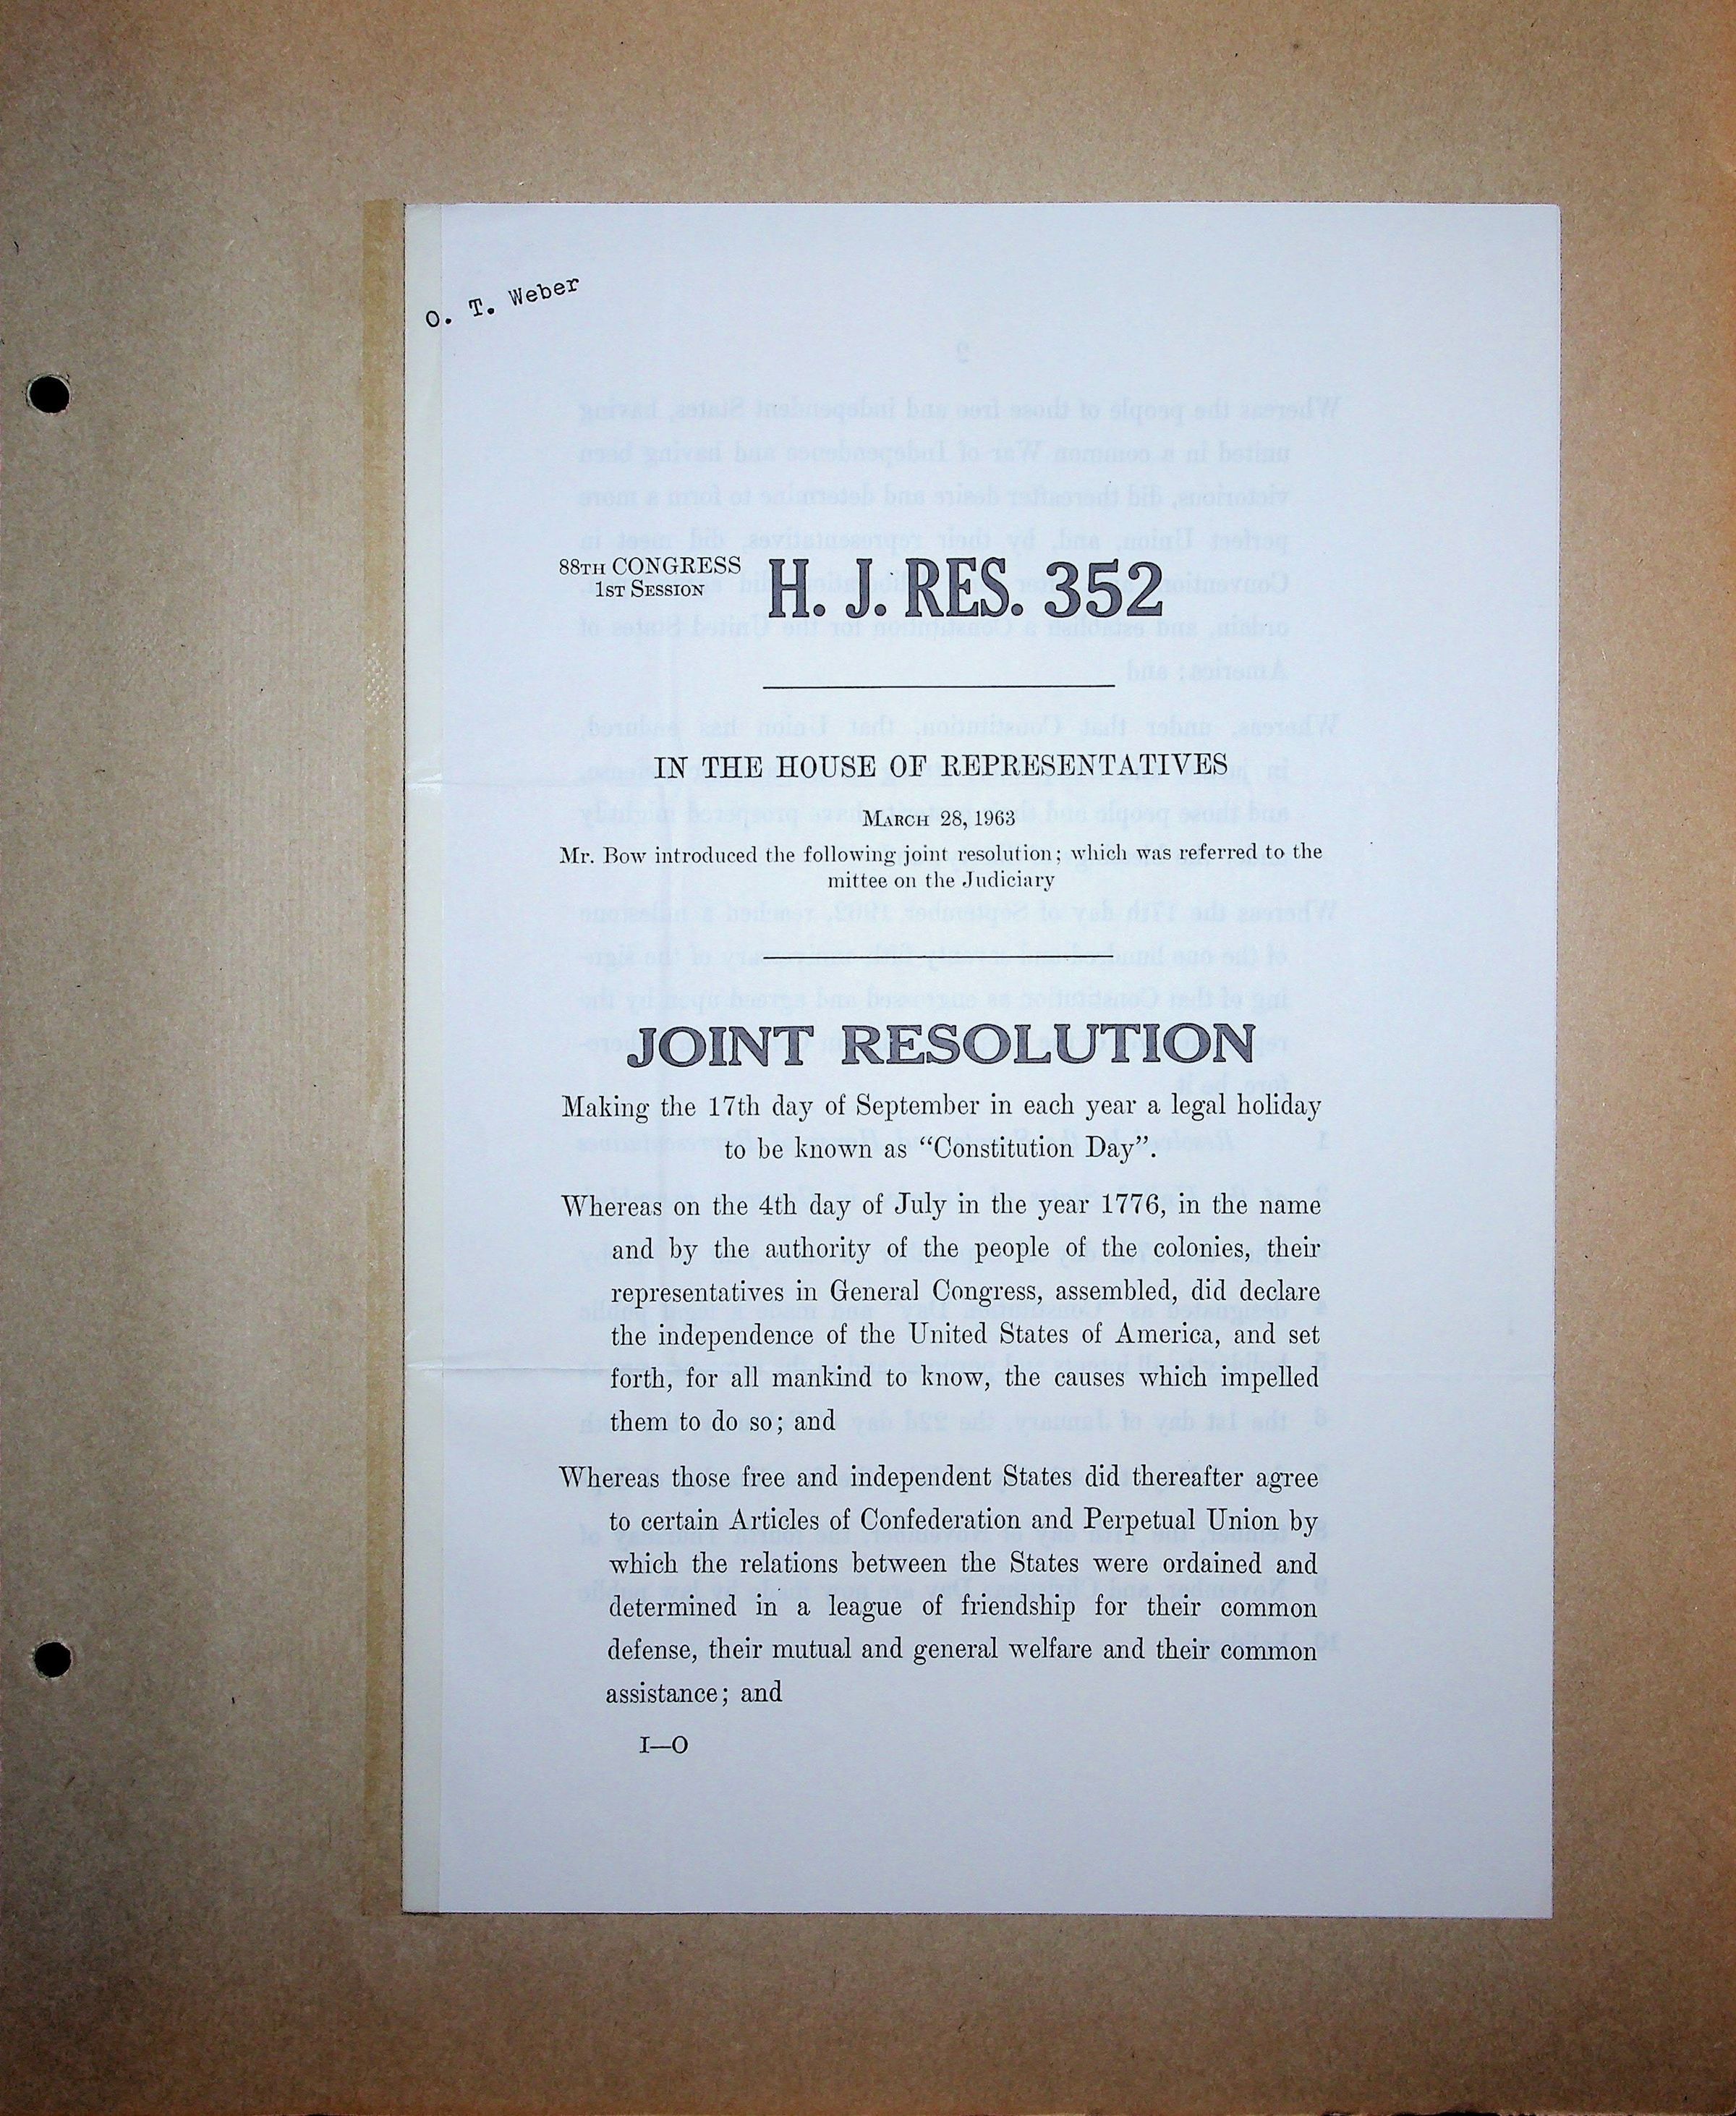 O. T. Weber
88TH CONGRESS
1ST SESSION
H. J. RES. 352
IN THE HOUSE OF REPRESENTATIVES
MARCH 28, 1963
Mr. Bow introduced the following joint resolution; which was referred to the
mittee on the Judiciary
JOINT RESOLUTION
Making the 17th day of September in each year a legal holiday
to be known as “Constitution Day”.
Whereas on the 4th day of July in the year 1776, in the name
and by the authority of the people of the colonies, their
representatives in General Congress, assembled, did declare
the independence of the United States of America, and set
forth, for all mankind to know, the causes which impelled
them to do so; and
Whereas those free and independent States did thereafter agree
to certain Articles of Confederation and Perpetual Union by
which the relations between the States were ordained and
determined in a league of friendship for their common
defense, their mutual and general welfare and their common
assistance; and
I—O